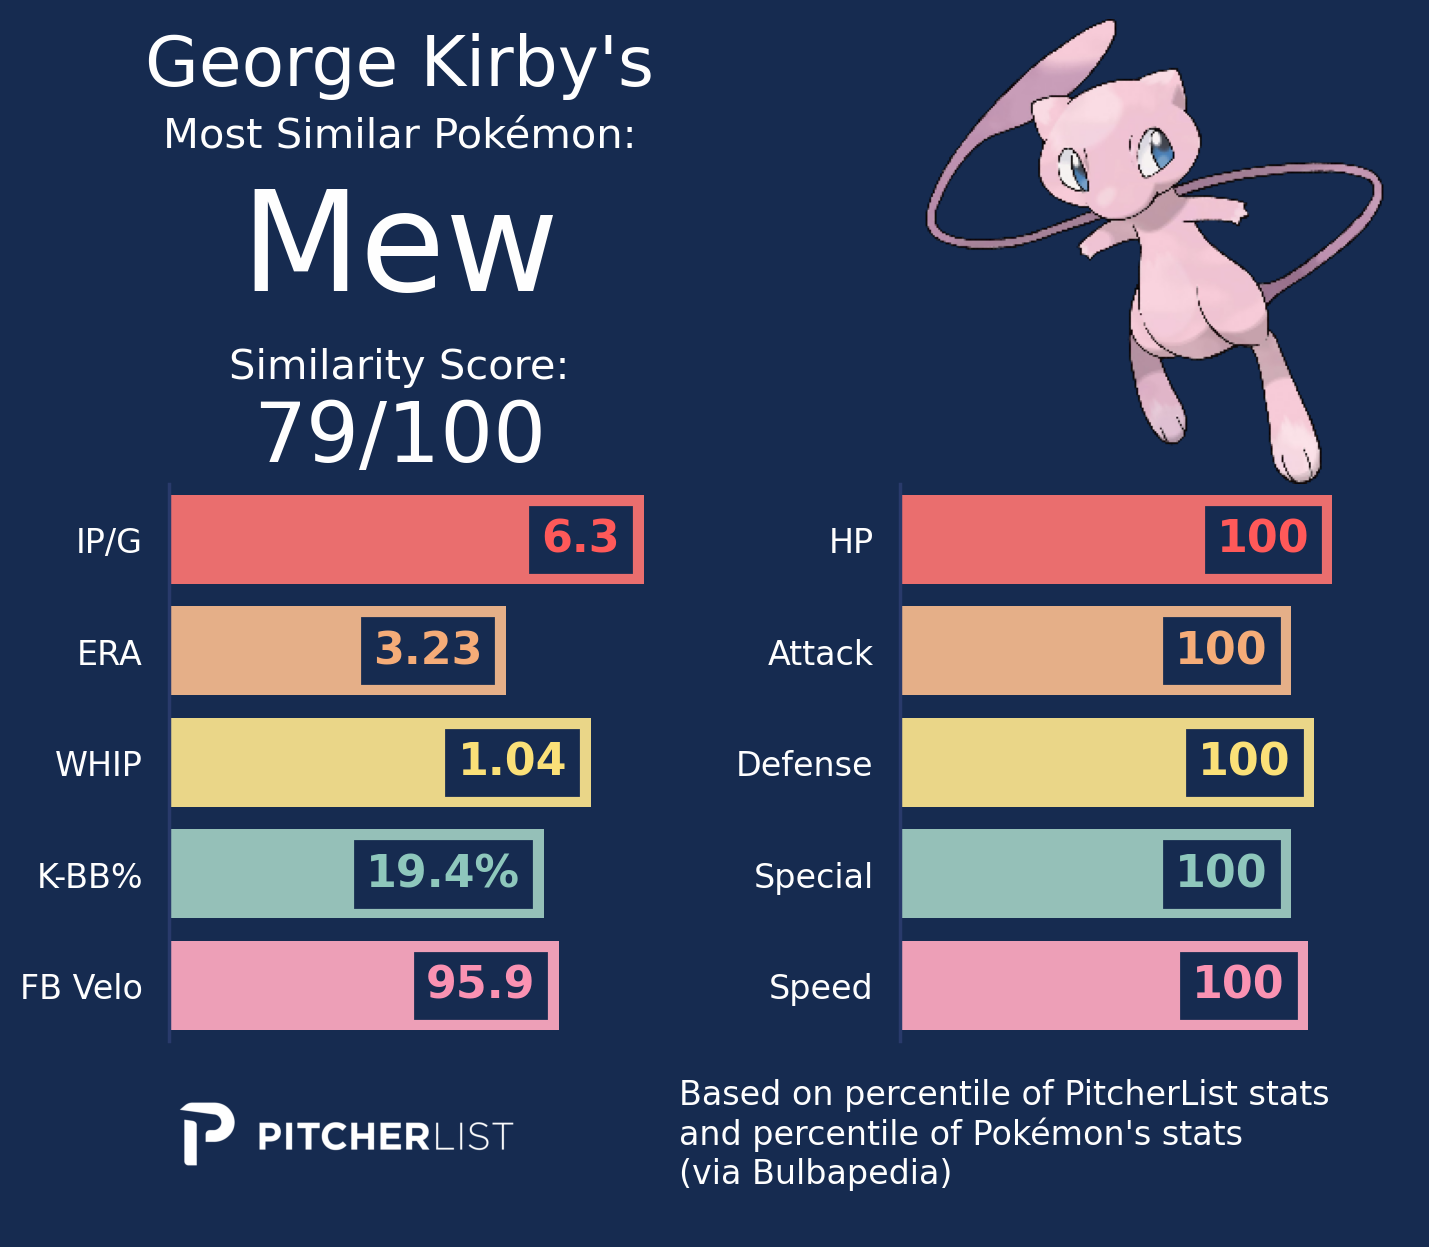 George Kirby's
Most Similar Pokémon:
Mew
Similarity Score:
79/100
IP/G
6.3
ERA
3.23
WHIP
1.04
K-BB%
19.4%
FB Velo
95.9
HP
100
Attack
100
Defense
100
Special
100
Speed
100
PITCHERLIST
Based on percentile of PitcherList stats
and percentile of Pokémon's stats
(via Bulbapedia)